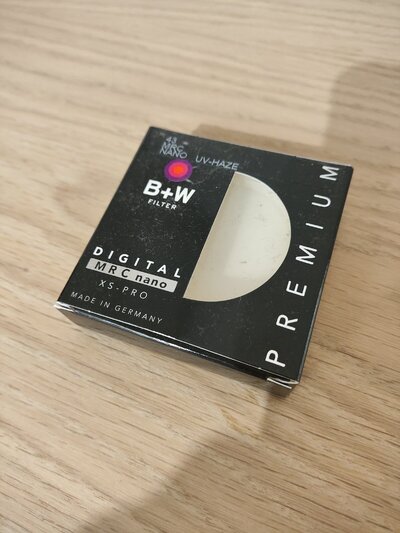 43
MRC
NANO UV-HAZE
B+W
FILTER
DIGITAL
MRC nano
XS-PRO
MADE IN GERMANY
PREMIUM